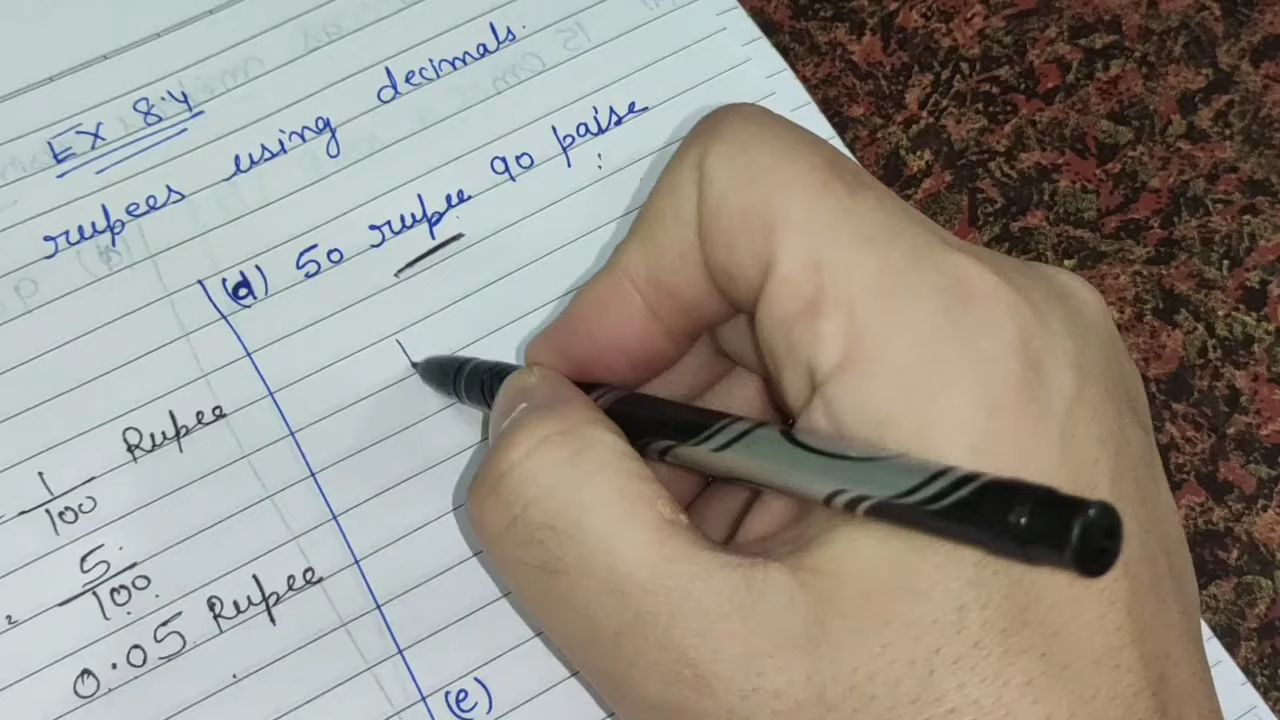 EX 8.4
rupees using decimals.
(d) 50 rupee 90 paise
1/100 Rupee
5/100
0.05 Rupee
(e)